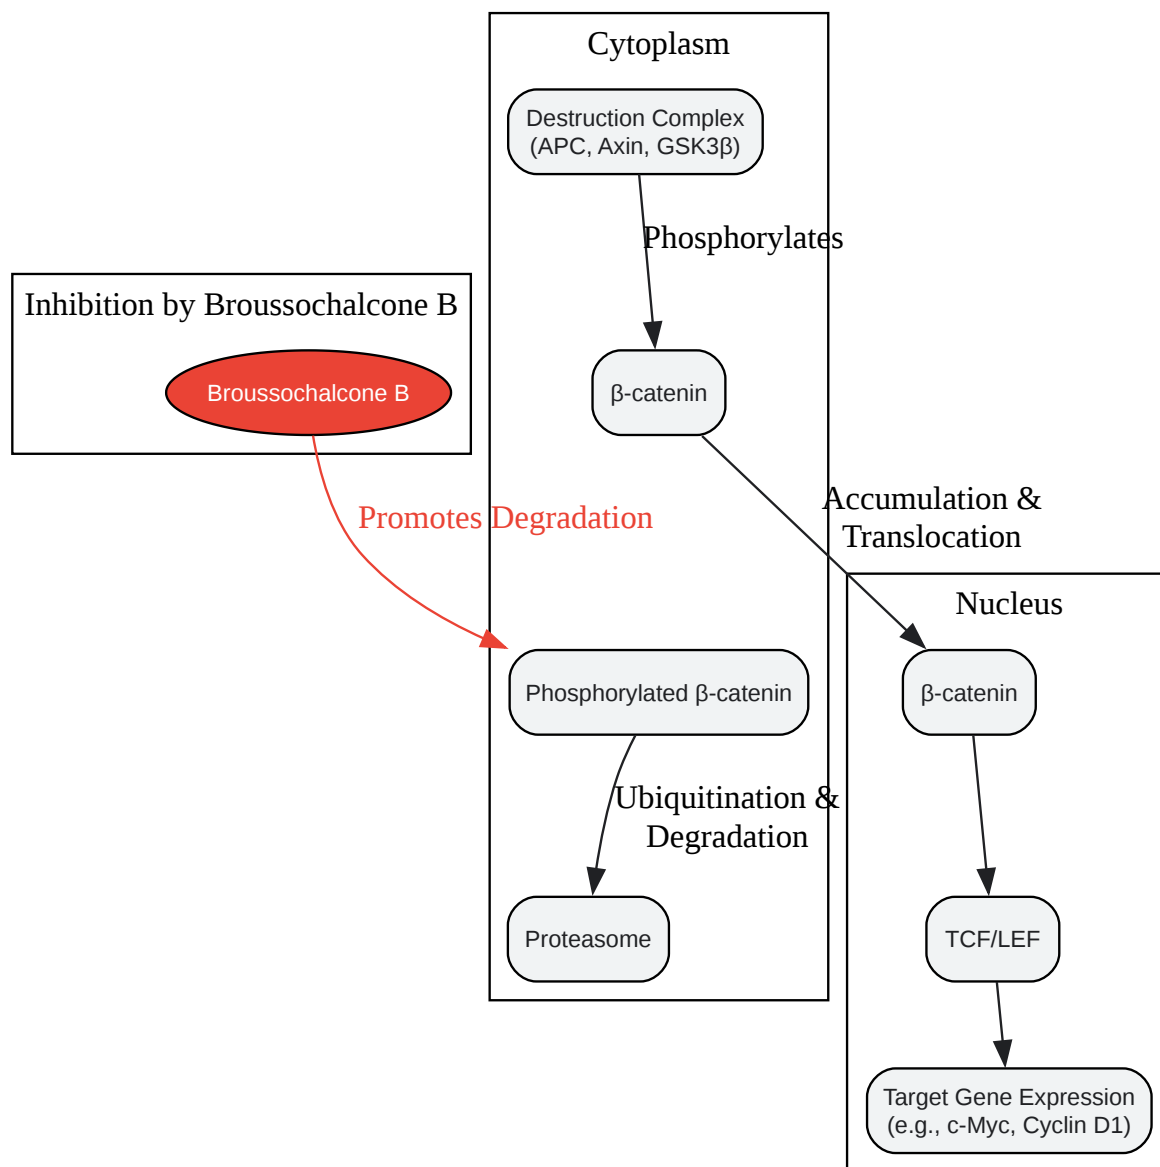 Cytoplasm
Destruction Complex
(APC, Axin, GSK3β)
Phosphorylates
Inhibition by Broussochalcone B
Broussochalcone B
β-catenin
Promotes Degradation
Accumulation &
Translocation
Nucleus
Phosphorylated β-catenin
β-catenin
Ubiquitination &
Degradation
Proteasome
TCF/LEF
Target Gene Expression
(e.g., c-Myc, Cyclin D1)